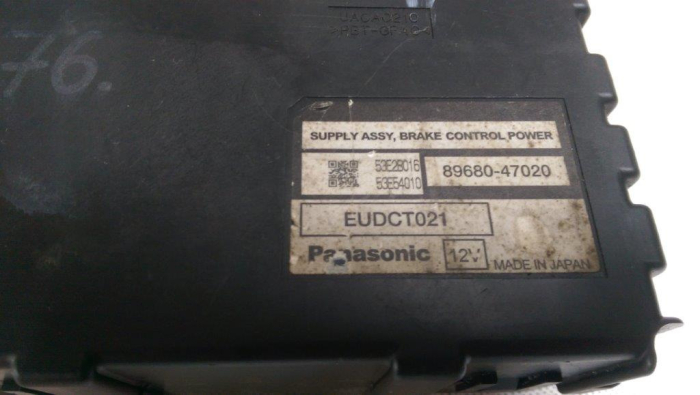 76.
SUPPLY ASSY, BRAKE CONTROL POWER
53E28016
53E54010
89680-47020
EUDCT021
Panasonic 12V
MADE IN JAPAN